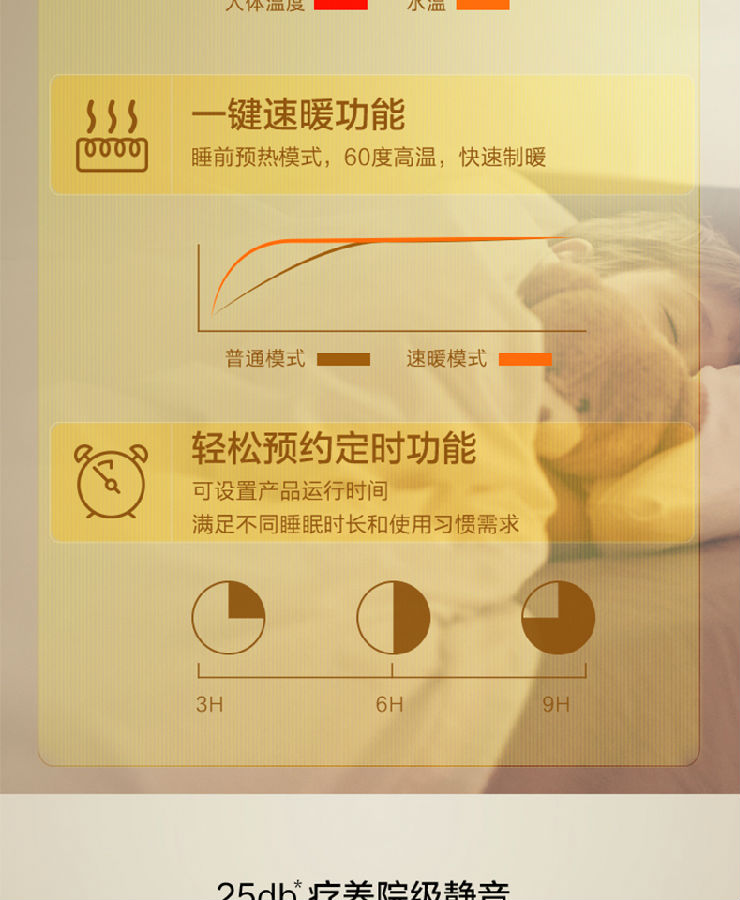 人体温度 水温
一键速暖功能
睡前预热模式，60度高温，快速制暖
普通模式 速暖模式
轻松预约定时功能
可设置产品运行时间
满足不同睡眠时长和使用习惯需求
3H 6H 9H
25db*疗养院级静音